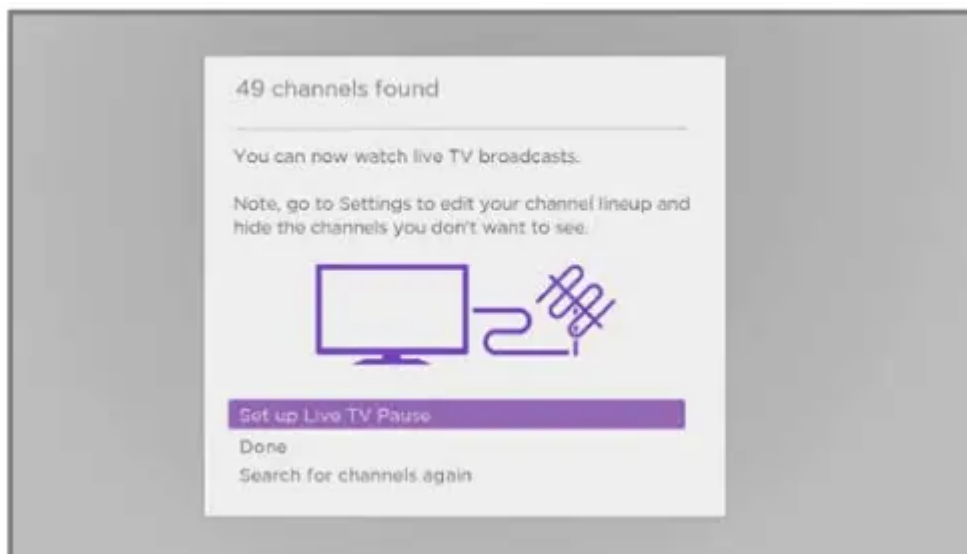 49 channels found
You can now watch live TV broadcasts.
Note, go to Settings to edit your channel lineup and
hide the channels you don't want to see.
Set up Live TV Pause
Done
Search for channels again